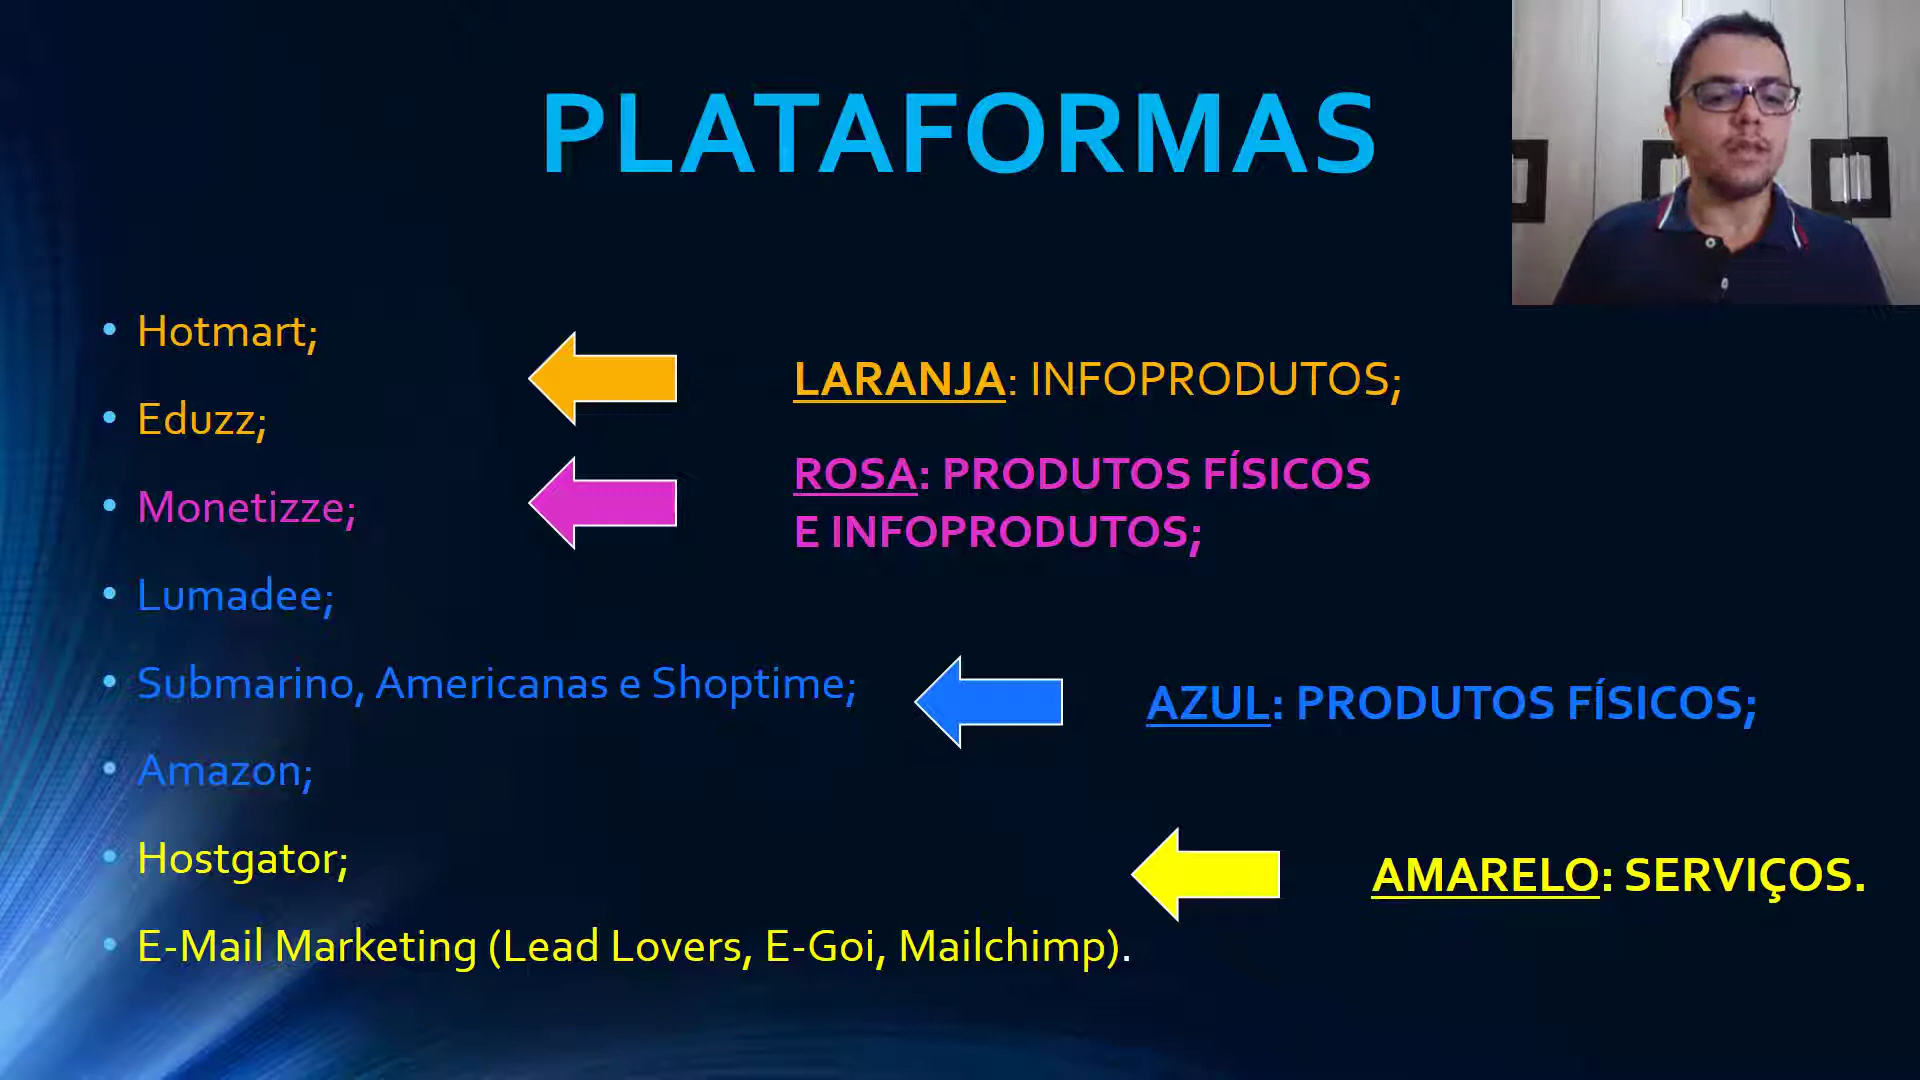 PLATAFORMAS
Hotmart;
Eduzz;
Monetizze;
Lumadee;
Submarino, Americanas e Shoptime;
Amazon;
Hostgator;
E-Mail Marketing (Lead Lovers, E-Goi, Mailchimp).
LARANJA: INFOPRODUTOS;
ROSA: PRODUTOS FÍSICOS
E INFOPRODUTOS;
AZUL: PRODUTOS FÍSICOS;
AMARELO: SERVIÇOS.